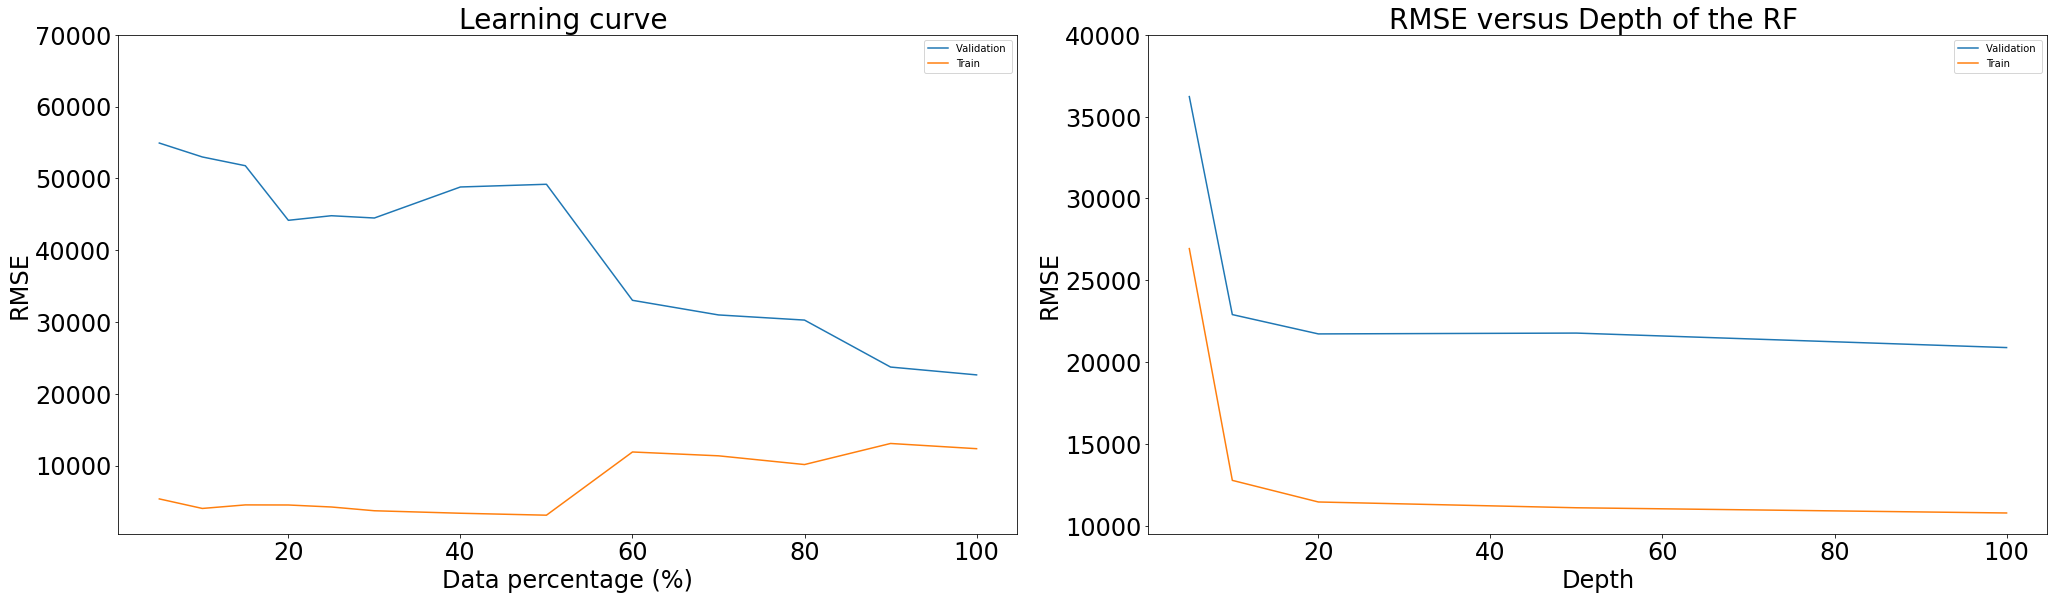 Learning curve
70000
60000
50000
40000
30000
20000
10000
RMSE
20 40 60 80 100
Data percentage (%)
Validation
Train
RMSE versus Depth of the RF
40000
35000
30000
25000
20000
15000
10000
RMSE
20 40 60 80 100
Depth
Validation
Train